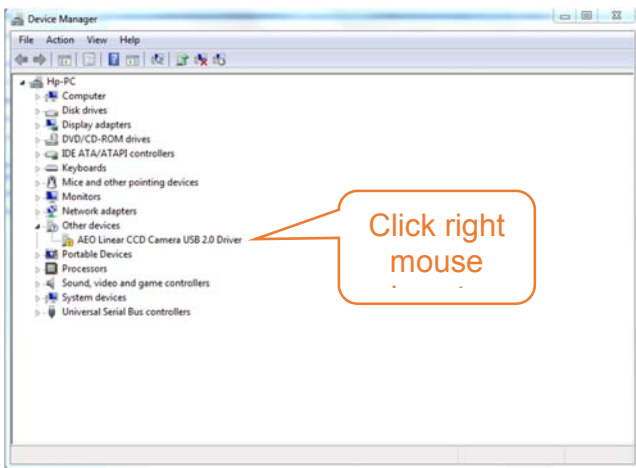 Device Manager
File Action View Help
Hp-PC
Computer
Disk drives
Display adapters
DVD/CD-ROM drives
IDE ATA/ATAPI controllers
Keyboards
Mice and other pointing devices
Monitors
Network adapters
Other devices
AEO Linear CCD Camera USB 2.0 Driver
Portable Devices
Processors
Sound, video and game controllers
System devices
Universal Serial Bus controllers
Click right
mouse